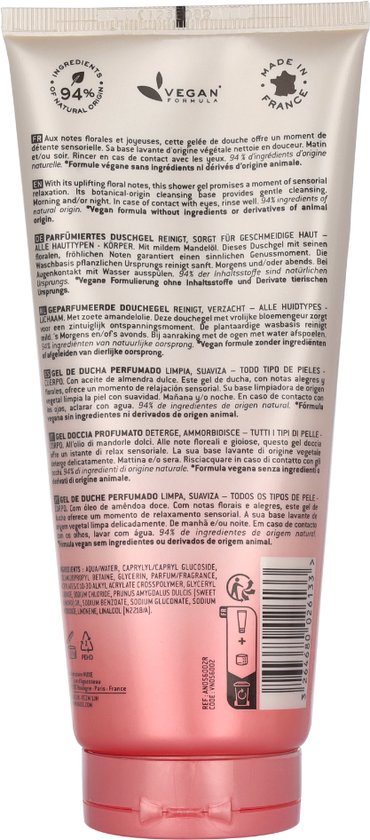 INGREDIENTS
94%
OF NATURAL ORIGIN
VEGAN
FORMULA
MADE IN
FRANCE
FR Aux notes florales et joyeuses, cette gelée de douche offre un moment de
détente sensorielle. Sa base lavante d'origine végétale nettoie en douceur. Matin
et/ou soir. Rincer en cas de contact avec les yeux. 94 % d'ingrédients d'origine
naturelle. *Formule végane sans ingrédients ni dérivés d'origine animale.
EN With its uplifting floral notes, this shower gel promises a moment of sensorial
relaxation. Its botanical-origin cleansing base provides gentle cleansing.
Morning and/or night. In case of contact with eyes, rinse well. 94% ingredients of
natural origin. *Vegan formula without ingredients or derivatives of animal
origin.
DE PARFÜMIERTES DUSCHGEL REINIGT, SORGT FÜR GESCHMEIDIGE HAUT –
ALLE HAUTTYPEN - KÖRPER. Mit mildem Mandelöl. Dieses Duschgel mit seinen
floralen, fröhlichen Noten garantiert einen sinnlichen Genussmoment. Die
Waschbasis pflanzlichen Ursprungs reinigt sanft. Morgens und/oder abends. Bei
Augenkontakt mit Wasser ausspülen. 94% der Inhaltsstoffe sind natürlichen
Ursprungs. *Vegane Formulierung ohne Inhaltsstoffe und Derivate tierischen
Ursprungs.
NL GEPARFUMEERDE DOUCHEGEL REINIGT, VERZACHT – ALLE HUIDTYPES -
LICHAAM. Met zoete amandelolie. Deze douchegel met vrolijke bloemengeur zorgt
voor een zintuiglijk ontspanningsmoment. De plantaardige wasbasis reinigt
mild. 's Morgens en/of 's avonds. Bij aanraking met de ogen met water afspoelen.
94% ingrediënten van natuurlijke oorsprong. *Vegan formule zonder ingrediënten
of afgeleiden van dierlijke oorsprong.
ES GEL DE DUCHA PERFUMADO LIMPIA, SUAVIZA – TODO TIPO DE PIELES -
CUERPO. Con aceite de almendra dulce. Este gel de ducha, con notas alegres y
florales, ofrece un momento de relajación sensorial. Su base limpiadora de origen
vegetal limpia la piel con suavidad. Mañana y/o noche. En caso de contacto con
los ojos, aclarar con agua. 94% de ingredientes de origen natural. *Fórmula
vegana sin ingredientes ni derivados de origen animal.
IT GEL DOCCIA PROFUMATO DETERGE, AMMORBIDISCE – TUTTI I TIPI DI PELLE -
CORPO. All'olio di mandorle dolci. Alle note floreali e gioiose, questo gel doccia
offre un istante di relax sensoriale. La sua base lavante di origine vegetale
deterge delicatamente. Mattina e/o sera. Risciacquare in caso di contatto con gli
occhi. 94% di ingredienti di origine naturale. *Formula vegana senza ingredienti e
derivati di origine animale.
PT GEL DE DUCHE PERFUMADO LIMPA, SUAVIZA – TODOS OS TIPOS DE PELE -
CORPO. Com óleo de amêndoa doce. Com notas florais e alegres, este gel de
duche oferece um momento de relaxamento sensorial. A sua base lavante de
origem vegetal limpa delicadamente. De manhã e/ou noite. Em caso de contacto
com os olhos, lavar com água. 94% de ingredientes de origem natural.
*Fórmula vegan sem ingredientes ou derivados de origem animal.
INGREDIENTS : AQUA/WATER, CAPRYLYL/CAPRYL GLUCOSIDE,
COCAMIDOPROPYL BETAINE, GLYCERIN, PARFUM/FRAGRANCE,
ACRYLATES/C10-30 ALKYL ACRYLATE CROSSPOLYMER, GLYCERYL
SODIUM CHLORIDE, PRUNUS AMYGDALUS DULCIS (SWEET
SODIUM BENZOATE, SODIUM GLUCONATE, SODIUM
LIMONENE, LINALOOL [N2218/A]
PEHD
NUXE
Paris - France
REF: AN056002R
CODE: VN056002
3 264680 026133